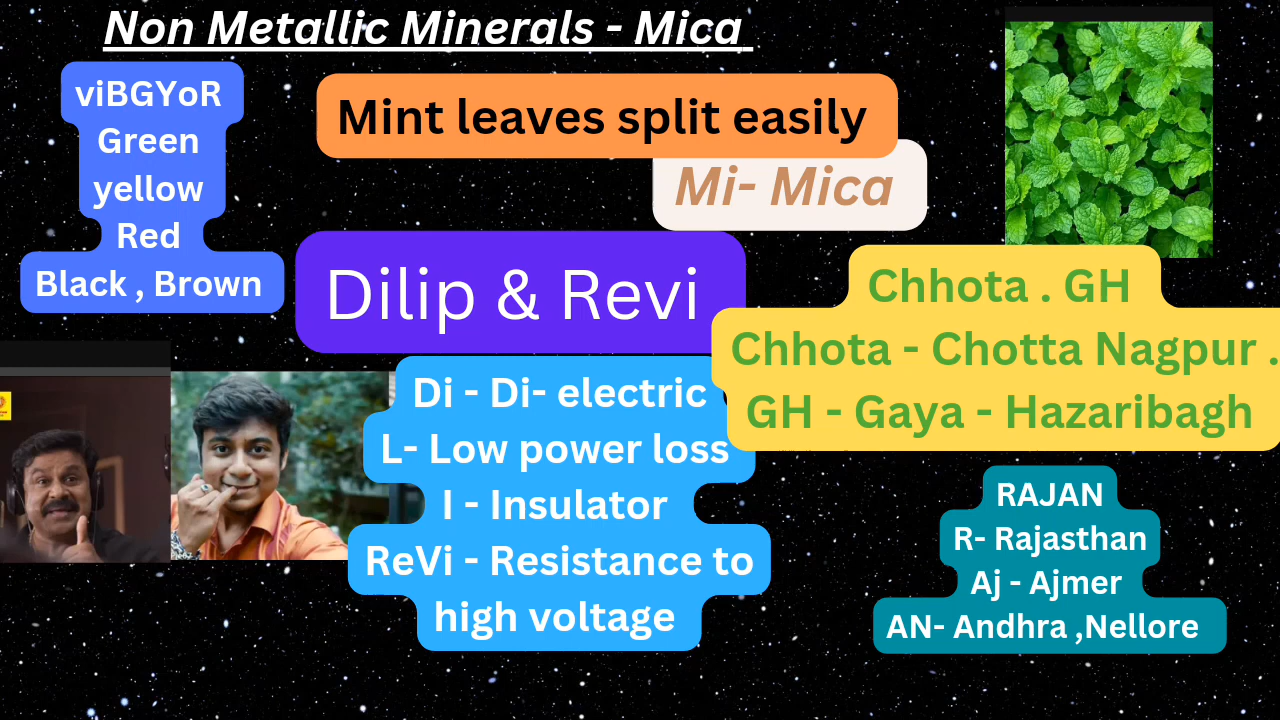 Non Metallic Minerals - Mica
viBGYoR
Green
yellow
Red
Black , Brown
Mint leaves split easily
Mi- Mica
Dilip & Revi
Di - Di- electric
L- Low power loss
I - Insulator
ReVi - Resistance to
high voltage
Chhota . GH
Chhota - Chotta Nagpur .
GH - Gaya - Hazaribagh
RAJAN
R- Rajasthan
Aj - Ajmer
AN- Andhra ,Nellore